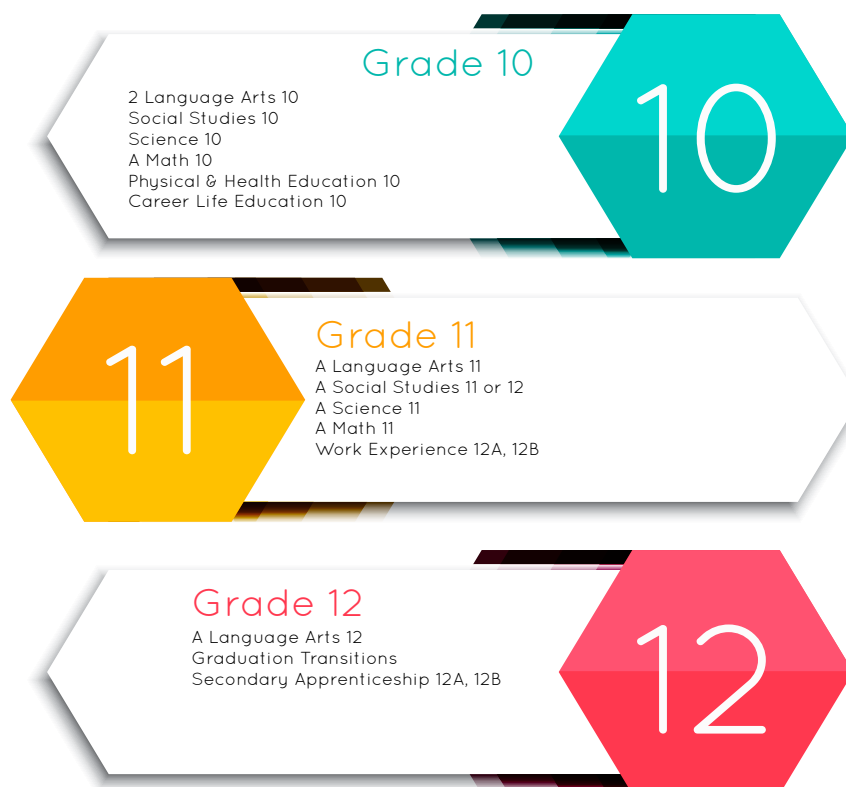 Grade 10
10
2 Language Arts 10
Social Studies 10
Science 10
A Math 10
Physical & Health Education 10
Career Life Education 10
11
Grade 11
A Language Arts 11
A Social Studies 11 or 12
A Science 11
A Math 11
Work Experience 12A, 12B
Grade 12
12
A Language Arts 12
Graduation Transitions
Secondary Apprenticeship 12A, 12B